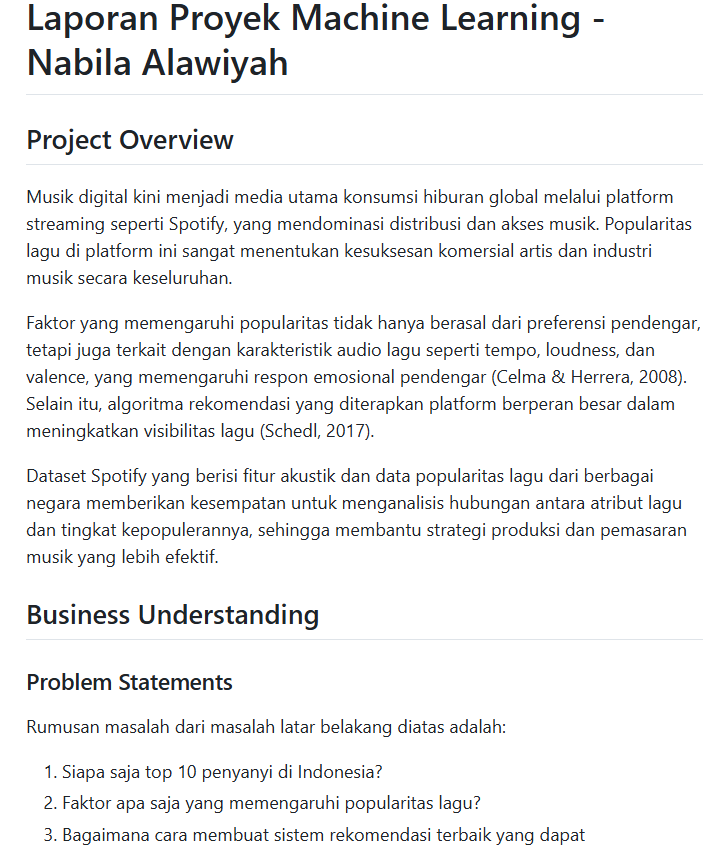 Laporan Proyek Machine Learning -
Nabila Alawiyah
Project Overview
Musik digital kini menjadi media utama konsumsi hiburan global melalui platform
streaming seperti Spotify, yang mendominasi distribusi dan akses musik. Popularitas
lagu di platform ini sangat menentukan kesuksesan komersial artis dan industri
musik secara keseluruhan.
Faktor yang memengaruhi popularitas tidak hanya berasal dari preferensi pendengar,
tetapi juga terkait dengan karakteristik audio lagu seperti tempo, loudness, dan
valence, yang memengaruhi respon emosional pendengar (Celma & Herrera, 2008).
Selain itu, algoritma rekomendasi yang diterapkan platform berperan besar dalam
meningkatkan visibilitas lagu (Schedl, 2017).
Dataset Spotify yang berisi fitur akustik dan data popularitas lagu dari berbagai
negara memberikan kesempatan untuk menganalisis hubungan antara atribut lagu
dan tingkat kepopulerannya, sehingga membantu strategi produksi dan pemasaran
musik yang lebih efektif.
Business Understanding
Problem Statements
Rumusan masalah dari masalah latar belakang diatas adalah:
1. Siapa saja top 10 penyanyi di Indonesia?
2. Faktor apa saja yang memengaruhi popularitas lagu?
3. Bagaimana cara membuat sistem rekomendasi terbaik yang dapat